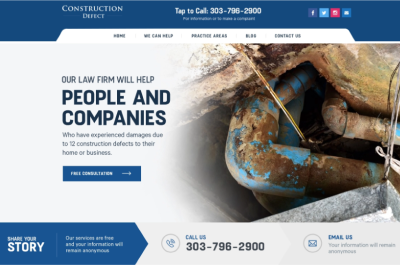 CONSTRUCTION
DEFECT
Tap to Call: 303-796-2900
For information or to make a complaint
HOME
WE CAN HELP
PRACTICE AREAS
BLOG
CONTACT US
OUR LAW FIRM WILL HELP
PEOPLE AND
COMPANIES
Who have experienced damages due
to 12 construction defects to their
home or business.
FREE CONSULTATION
SHARE YOUR
STORY
Our services are free
and your information will
remain anonymous
CALL US
303-796-2900
EMAIL US
Your information will
remain anonymous